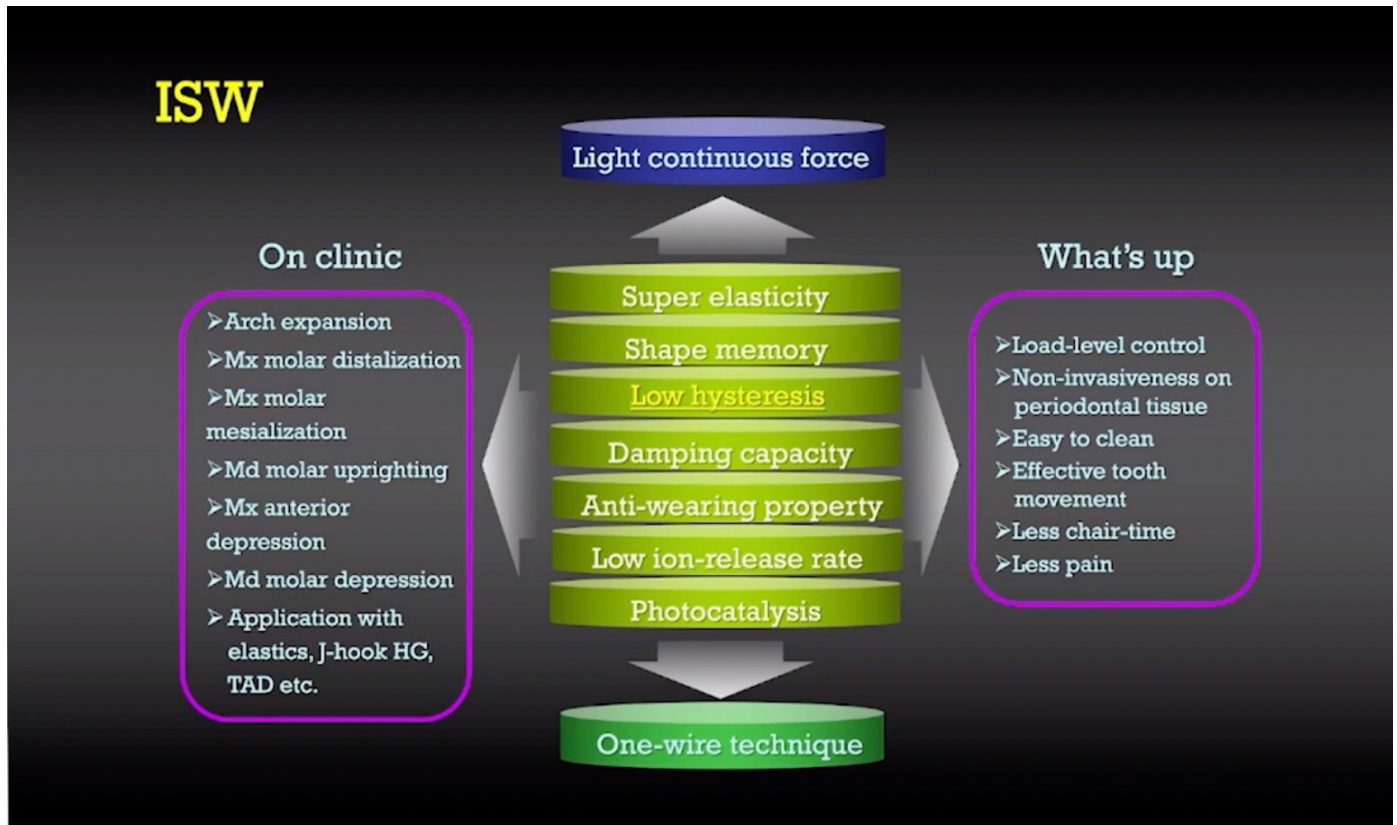 ISW
Light continuous force
On clinic
➢Arch expansion
➢Mx molar distalization
➢Mx molar
mesialization
➢Md molar uprighting
➢Mx anterior
depression
➢Md molar depression
➢Application with
elastics, J-hook HG,
TAD etc.
Super elasticity
Shape memory
Low hysteresis
Damping capacity
Anti-wearing property
Low ion-release rate
Photocatalysis
What's up
➢Load-level control
➢Non-invasiveness on
periodontal tissue
➢Easy to clean
➢Effective tooth
movement
➢Less chair-time
➢Less pain
One-wire technique